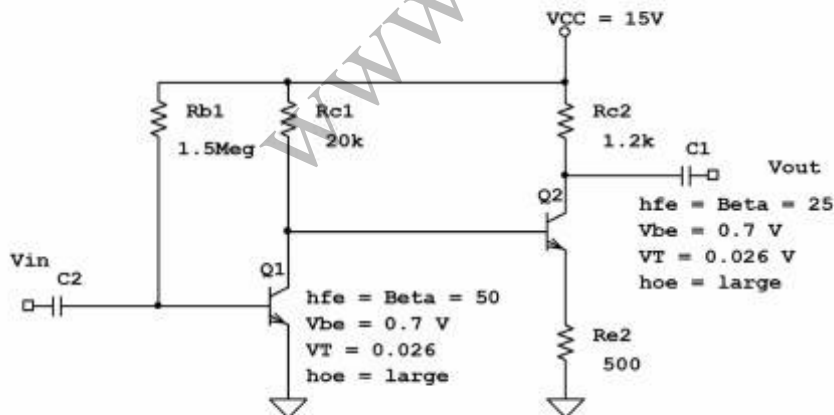 WWW
VCC = 15V
Rb1
1.5Meg
Rc1
20k
Rc2
1.2k
C1
Vout
Q2
hfe = Beta = 25
Vbe = 0.7 V
VT = 0.026 V
hoe = large
Vin
C2
Q1
hfe = Beta = 50
Vbe = 0.7 V
VT = 0.026
hoe = large
Re2
500